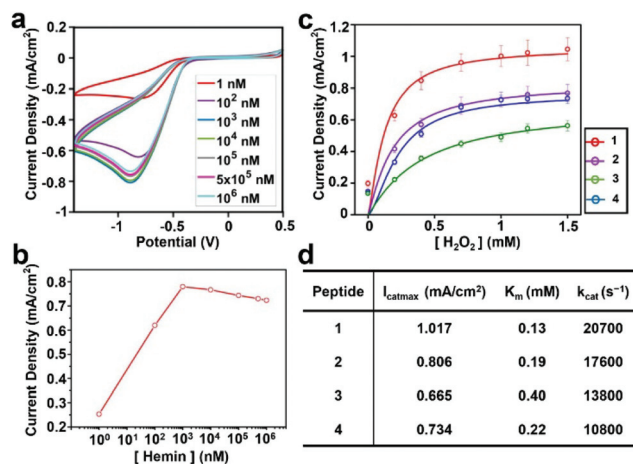 a
Current Density (mA/cm²)
0
-0.2
-0.4
-0.6
-0.8
-1
-1.0
-0.5
0
0.5
Potential (V)
1 nM
10² nM
10³ nM
10⁴ nM
10⁵ nM
5x10⁵ nM
10⁶ nM
b
Current Density (mA/cm²)
0.8
0.7
0.6
0.5
0.4
0.3
0.2
10⁰ 10¹ 10² 10³ 10⁴ 10⁵ 10⁶
[ Hemin ] (nM)
c
Current Density (mA/cm²)
1.2
1
0.8
0.6
0.4
0.2
0
0
0.5
1.0
1.5
[ H₂O₂ ] (mM)
1
2
3
4
d
Peptide I꜀ₐₜₘₐₓ (mA/cm²) Kₘ (mM) k꜀ₐₜ (s⁻¹)
1 1.017 0.13 20700
2 0.806 0.19 17600
3 0.665 0.40 13800
4 0.734 0.22 10800